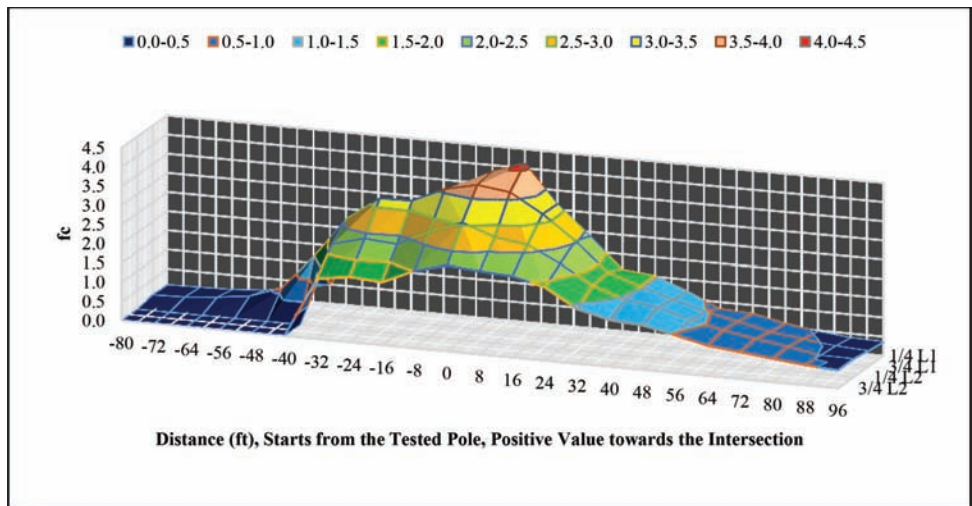 0.0-0.5 0.5-1.0 1.0-1.5 1.5-2.0 2.0-2.5 2.5-3.0 3.0-3.5 3.5-4.0 4.0-4.5
4.5
4.0
3.5
3.0
2.5
2.0
1.5
1.0
0.5
0.0
fc
-80 -72 -64 -56 -48 -40 -32 -24 -16 -8 0 8 16 24 32 40 48 56 64 72 80 88 96
1/4 L1
3/4 L1
1/4 L2
3/4 L2
Distance (ft), Starts from the Tested Pole, Positive Value towards the Intersection